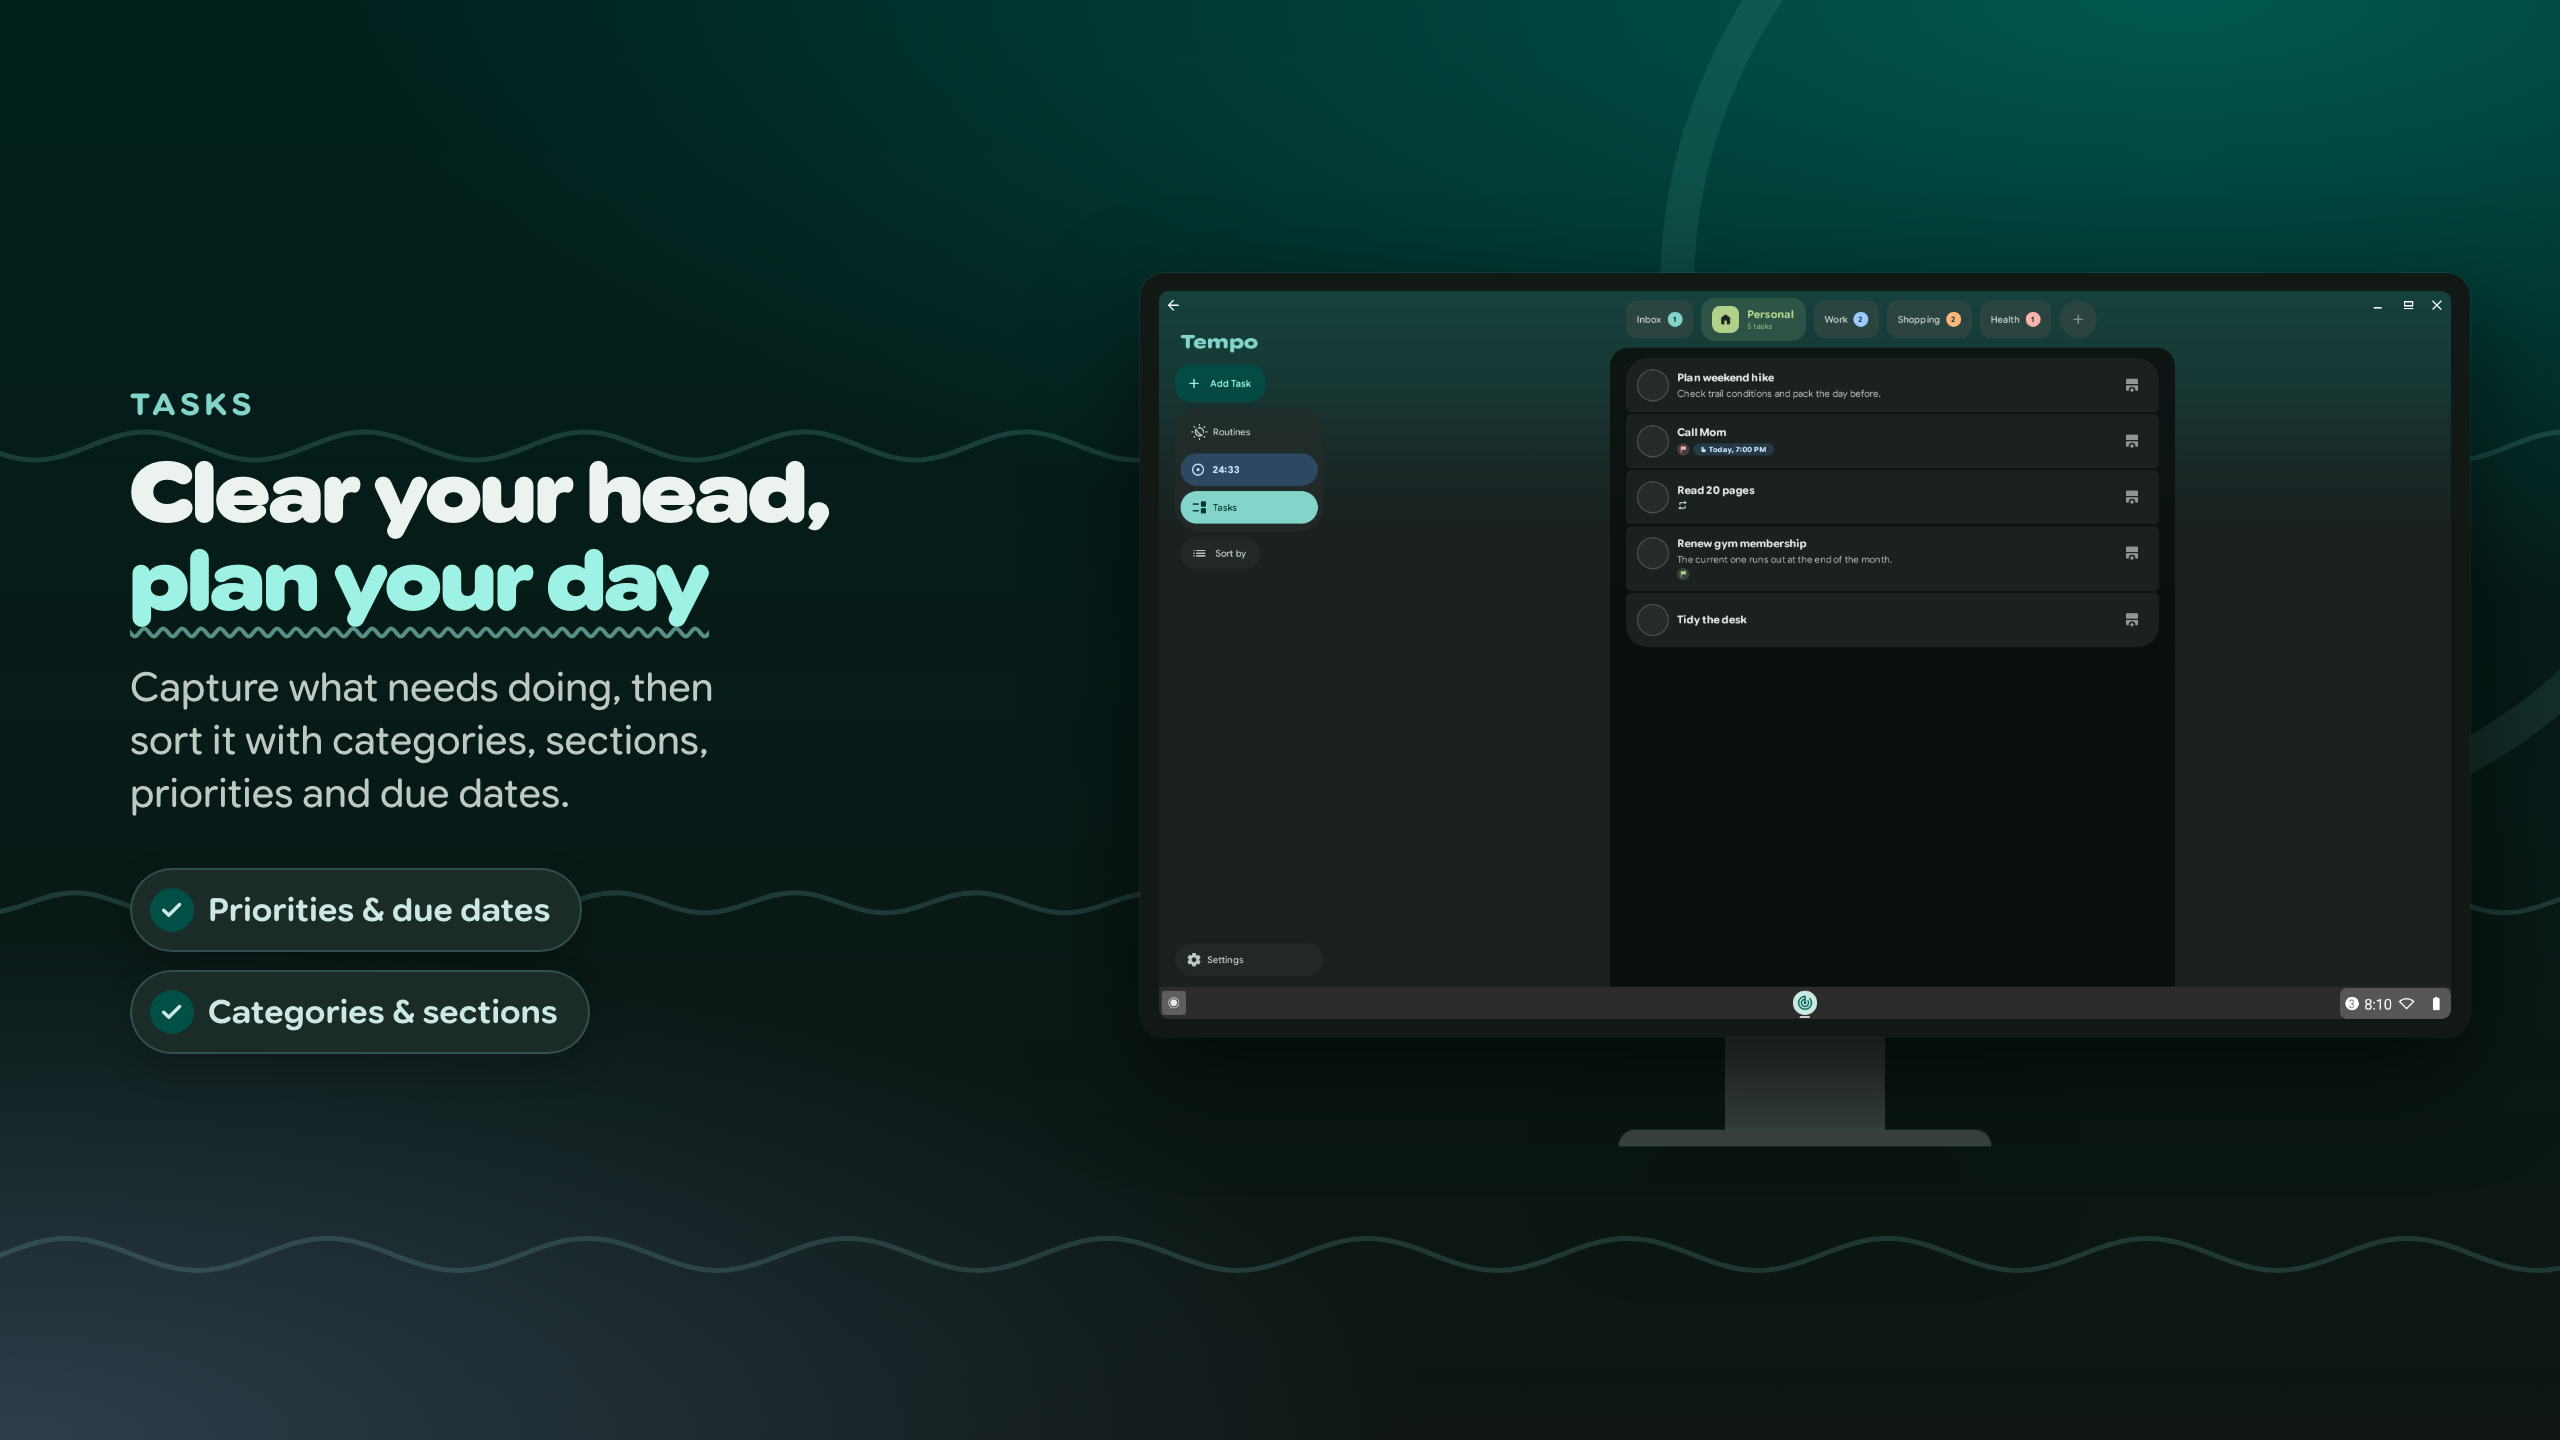 TASKS
Clear your head,
plan your day
Capture what needs doing, then
sort it with categories, sections,
priorities and due dates.
Priorities & due dates
Categories & sections
Tempo
Add Task
Routines
24:33
Tasks
Sort by
Settings
Inbox 1
Personal
5 tasks
Work 2
Shopping 2
Health 1
Plan weekend hike
Check trail conditions and pack the day before.
Call Mom
Today, 7:00 PM
Read 20 pages
Renew gym membership
The current one runs out at the end of the month.
Tidy the desk
3 8:10